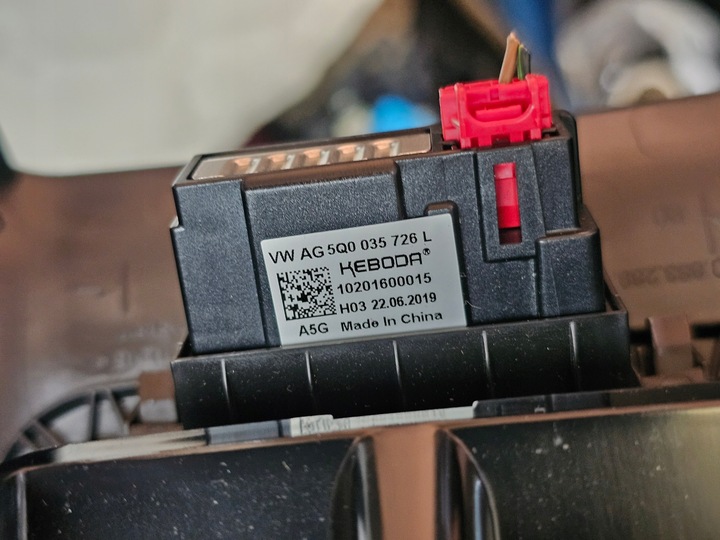 VW AG 5Q0 035 726 L
KEBODA®
10201600015
H03 22.06.2019
A5G Made In China